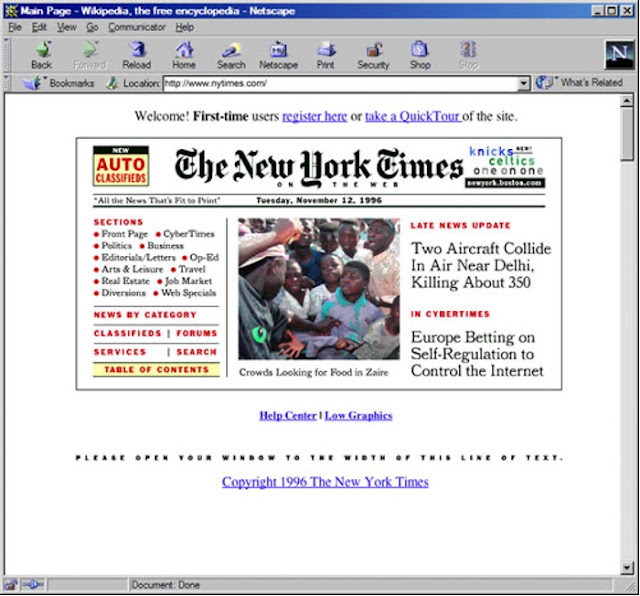 Main Page - Wikipedia, the free encyclopedia - Netscape
File Edit View Go Communicator Help
Back Forward Reload Home Search Netscape Print Security Shop Stop
Bookmarks Location: http://www.nytimes.com/ What's Related
Welcome! First-time users register here or take a QuickTour of the site.
NEW
AUTO
CLASSIFIEDS
The New York Times
ON THE WEB
knicks NEW!
celtics
one on one
newyork.boston.com
"All the News That's Fit to Print"
Tuesday, November 12, 1996
SECTIONS
Front Page CyberTimes
Politics Business
Editorials/Letters Op-Ed
Arts & Leisure Travel
Real Estate Job Market
Diversions Web Specials
NEWS BY CATEGORY
CLASSIFIEDS | FORUMS
SERVICES | SEARCH
TABLE OF CONTENTS
Crowds Looking for Food in Zaire
LATE NEWS UPDATE
Two Aircraft Collide
In Air Near Delhi,
Killing About 350
IN CYBERTIMES
Europe Betting on
Self-Regulation to
Control the Internet
Help Center | Low Graphics
PLEASE OPEN YOUR WINDOW TO THE WIDTH OF THIS LINE OF TEXT.
Copyright 1996 The New York Times
Document: Done